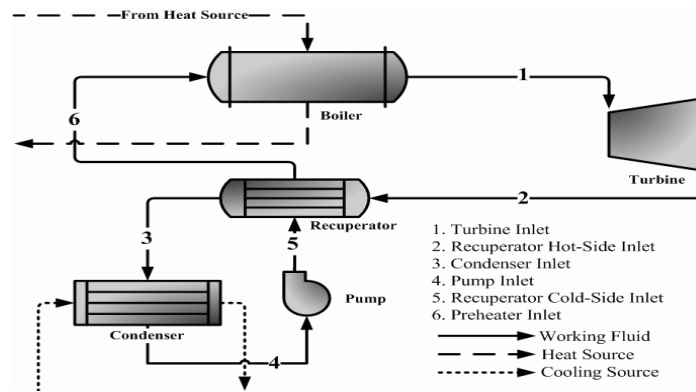 From Heat Source
1
Boiler
6
Turbine
2
Recuperator
3
5
1. Turbine Inlet
2. Recuperator Hot-Side Inlet
3. Condenser Inlet
4. Pump Inlet
5. Recuperator Cold-Side Inlet
6. Preheater Inlet
Pump
Condenser
4
Working Fluid
Heat Source
Cooling Source